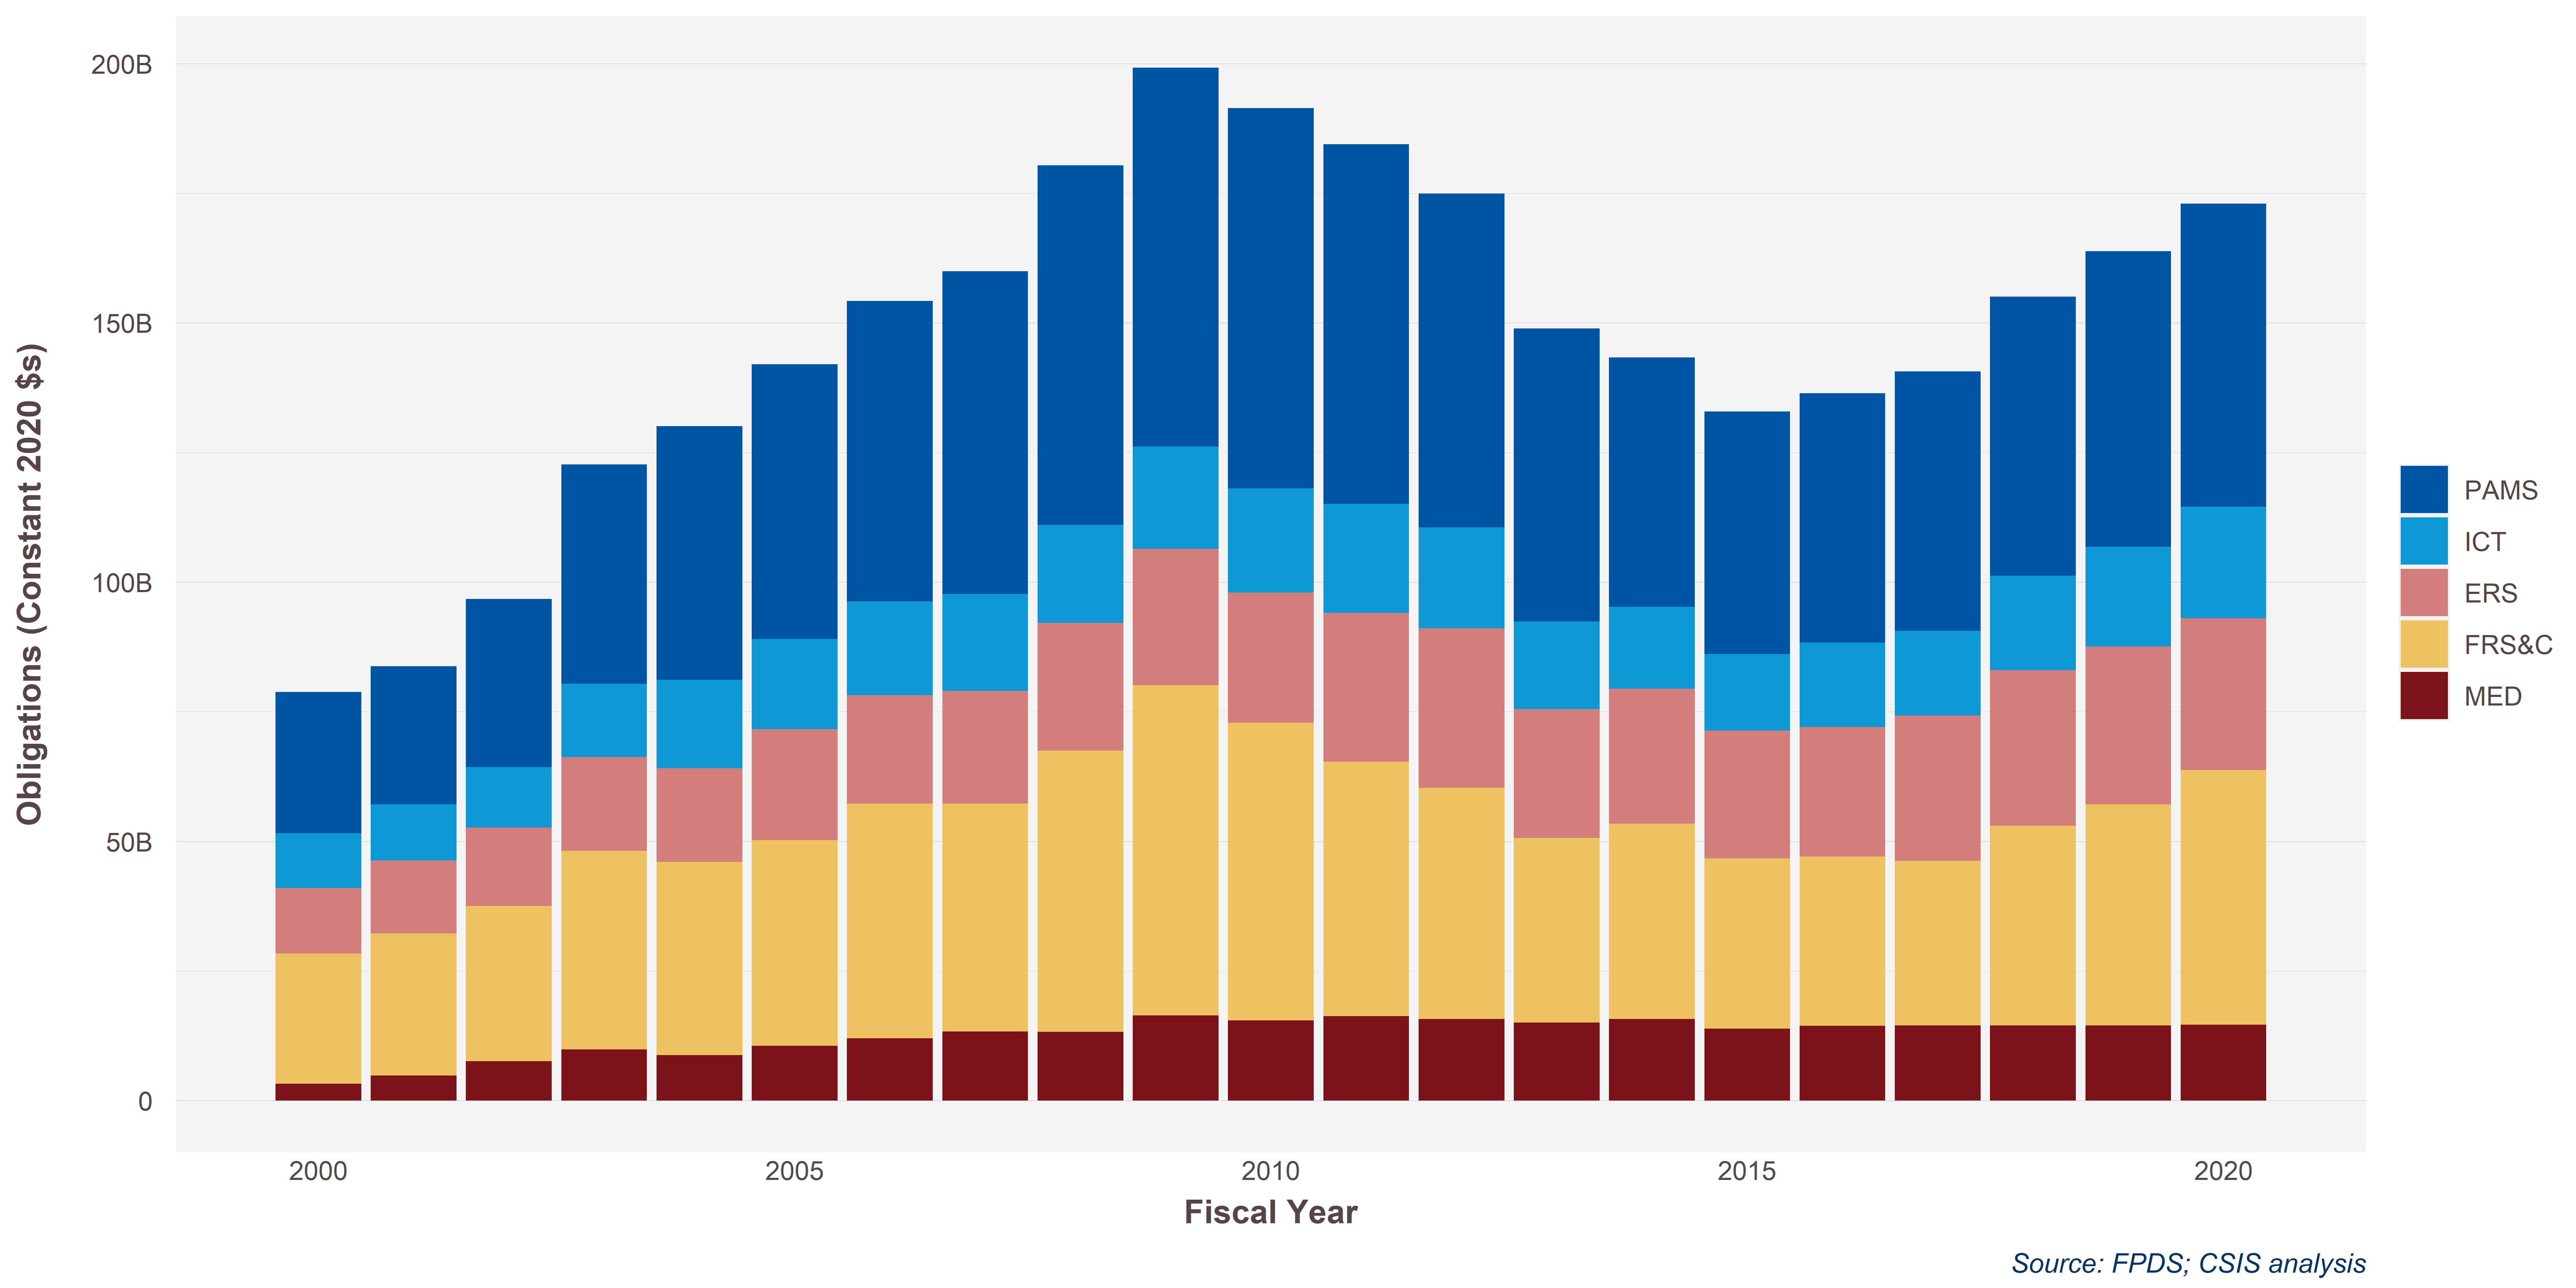 Obligations (Constant 2020 $s)
200B
150B
100B
50B
0
2000
2005
2010
2015
2020
Fiscal Year
PAMS
ICT
ERS
FRS&C
MED
Source: FPDS; CSIS analysis